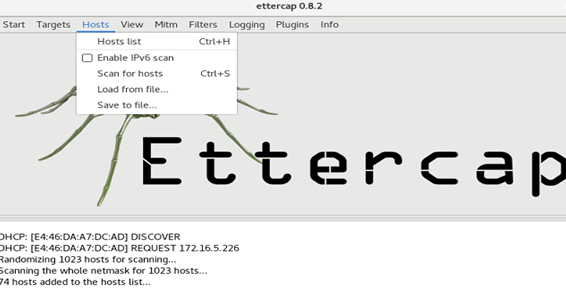 ettercap 0.8.2
Start Targets Hosts View Mitm Filters Logging Plugins Info
Hosts list Ctrl+H
Enable IPv6 scan
Scan for hosts Ctrl+S
Load from file...
Save to file...
Ettercap
DHCP: [E4:46:DA:A7:DC:AD] DISCOVER
DHCP: [E4:46:DA:A7:DC:AD] REQUEST 172.16.5.226
Randomizing 1023 hosts for scanning...
Scanning the whole netmask for 1023 hosts...
74 hosts added to the hosts list...